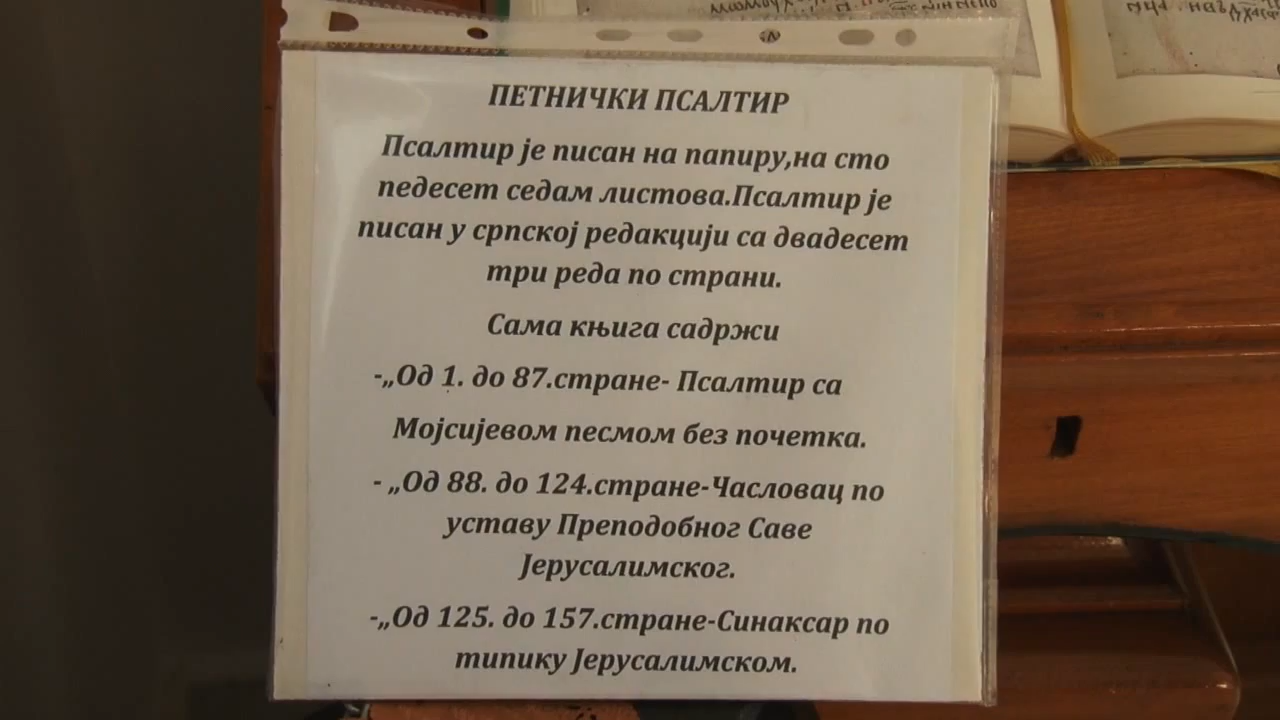 ПЕТНИЧКИ ПСАЛТИР
Псалтир је писан на папиру,на сто
педесет седам листова.Псалтир је
писан у српској редакцији са двадесет
три реда по страни.
Сама књига садржи
-„Од 1. до 87.стране- Псалтир са
Мојсијевом песмом без почетка.
- „Од 88. до 124.стране-Часловац по
уставу Преподобног Саве
Јерусалимског.
-„Од 125. до 157.стране-Синаксар по
типику Јерусалимском.